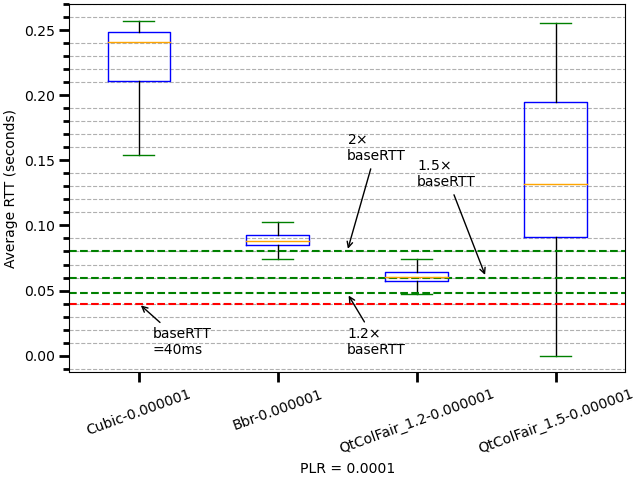 Average RTT (seconds)
0.25
0.20
0.15
0.10
0.05
0.00
2×
baseRTT
1.5×
baseRTT
baseRTT
=40ms
1.2×
baseRTT
Cubic-0.000001
Bbr-0.000001
QtColFair_1.2-0.000001
QtColFair_1.5-0.000001
PLR = 0.0001